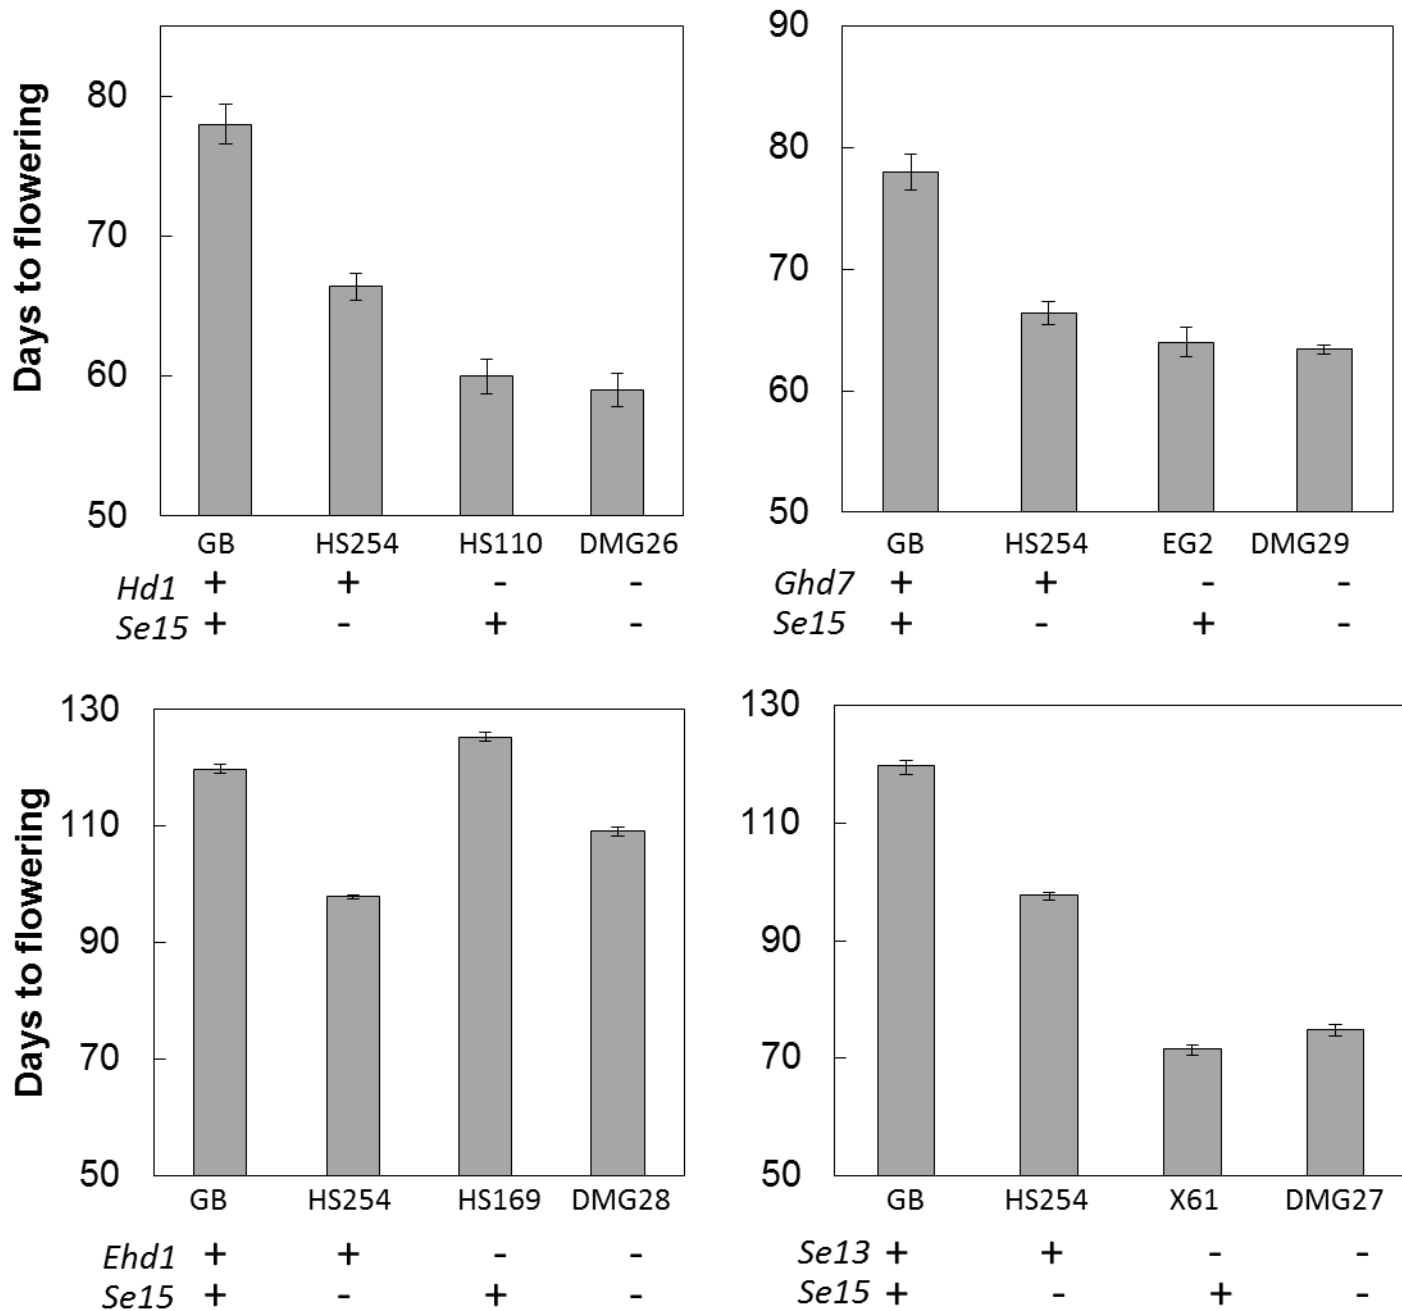 Days to flowering
80
70
60
50
GB HS254 HS110 DMG26
Hd1 + + - -
Se15 + - + -
90
80
70
60
50
GB HS254 EG2 DMG29
Ghd7 + + - -
Se15 + - + -
Days to flowering
130
110
90
70
50
GB HS254 HS169 DMG28
Ehd1 + + - -
Se15 + - + -
130
110
90
70
50
GB HS254 X61 DMG27
Se13 + + - -
Se15 + - + -